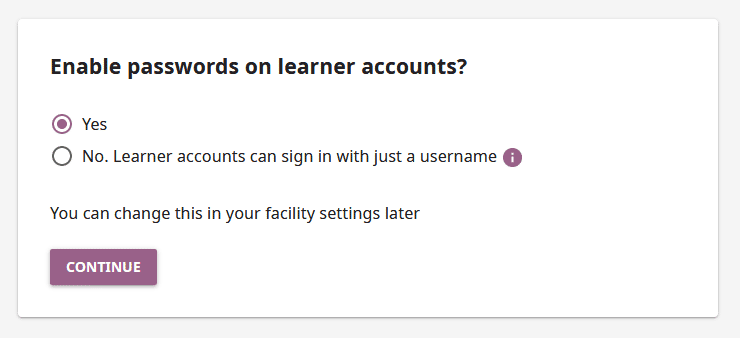 Enable passwords on learner accounts?
Yes
No. Learner accounts can sign in with just a username
You can change this in your facility settings later
CONTINUE